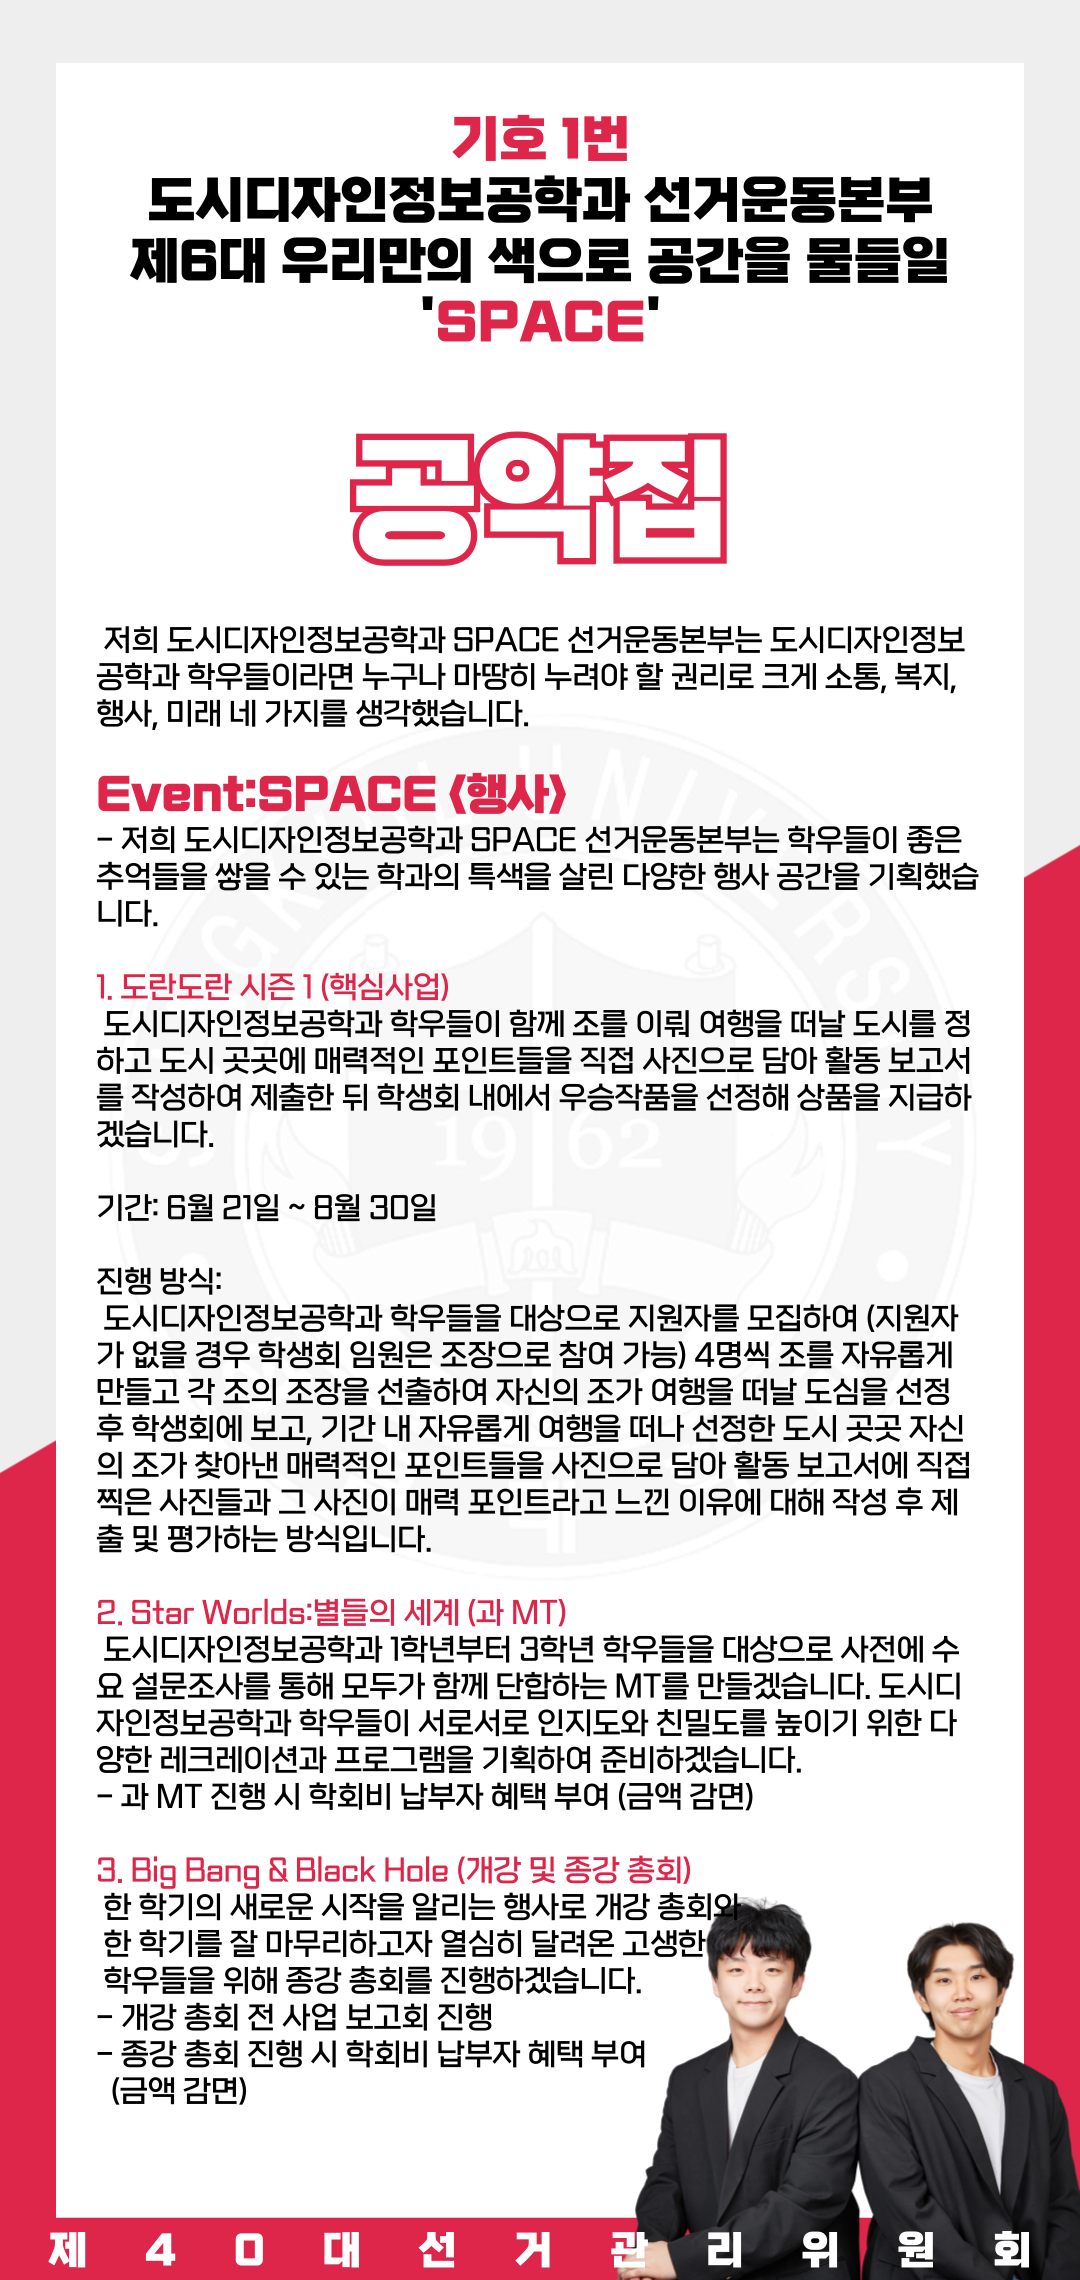 기호 1번
도시디자인정보공학과 선거운동본부
제6대 우리만의 색으로 공간을 물들일
'SPACE'
공약집
저희 도시디자인정보공학과 SPACE 선거운동본부는 도시디자인정보
공학과 학우들이라면 누구나 마땅히 누려야 할 권리로 크게 소통, 복지,
행사, 미래 네 가지를 생각했습니다.
Event:SPACE <행사>
- 저희 도시디자인정보공학과 SPACE 선거운동본부는 학우들이 좋은
추억들을 쌓을 수 있는 학과의 특색을 살린 다양한 행사 공간을 기획했습
니다.
1. 도란도란 시즌 1 (핵심사업)
도시디자인정보공학과 학우들이 함께 조를 이뤄 여행을 떠날 도시를 정
하고 도시 곳곳에 매력적인 포인트들을 직접 사진으로 담아 활동 보고서
를 작성하여 제출한 뒤 학생회 내에서 우승작품을 선정해 상품을 지급하
겠습니다.
기간: 6월 21일 ~ 8월 30일
진행 방식:
도시디자인정보공학과 학우들을 대상으로 지원자를 모집하여 (지원자
가 없을 경우 학생회 임원은 조장으로 참여 가능) 4명씩 조를 자유롭게
만들고 각 조의 조장을 선출하여 자신의 조가 여행을 떠날 도심을 선정
후 학생회에 보고, 기간 내 자유롭게 여행을 떠나 선정한 도시 곳곳 자신
의 조가 찾아낸 매력적인 포인트들을 사진으로 담아 활동 보고서에 직접
찍은 사진들과 그 사진이 매력 포인트라고 느낀 이유에 대해 작성 후 제
출 및 평가하는 방식입니다.
2. Star Worlds:별들의 세계 (과 MT)
도시디자인정보공학과 1학년부터 3학년 학우들을 대상으로 사전에 수
요 설문조사를 통해 모두가 함께 단합하는 MT를 만들겠습니다. 도시디
자인정보공학과 학우들이 서로서로 인지도와 친밀도를 높이기 위한 다
양한 레크레이션과 프로그램을 기획하여 준비하겠습니다.
- 과 MT 진행 시 학회비 납부자 혜택 부여 (금액 감면)
3. Big Bang & Black Hole (개강 및 종강 총회)
한 학기의 새로운 시작을 알리는 행사로 개강 총회와
한 학기를 잘 마무리하고자 열심히 달려온 고생한
학우들을 위해 종강 총회를 진행하겠습니다.
- 개강 총회 전 사업 보고회 진행
- 종강 총회 진행 시 학회비 납부자 혜택 부여
(금액 감면)
제40대선거관리위원회
1962